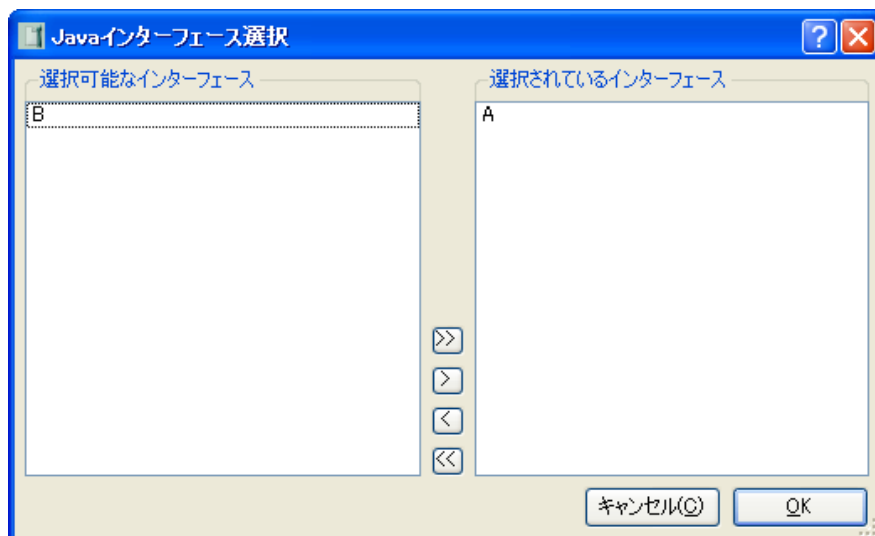 Javaインターフェース選択
選択可能なインターフェース
選択されているインターフェース
B
A
>>
>
<
<<
キャンセル(C)
OK